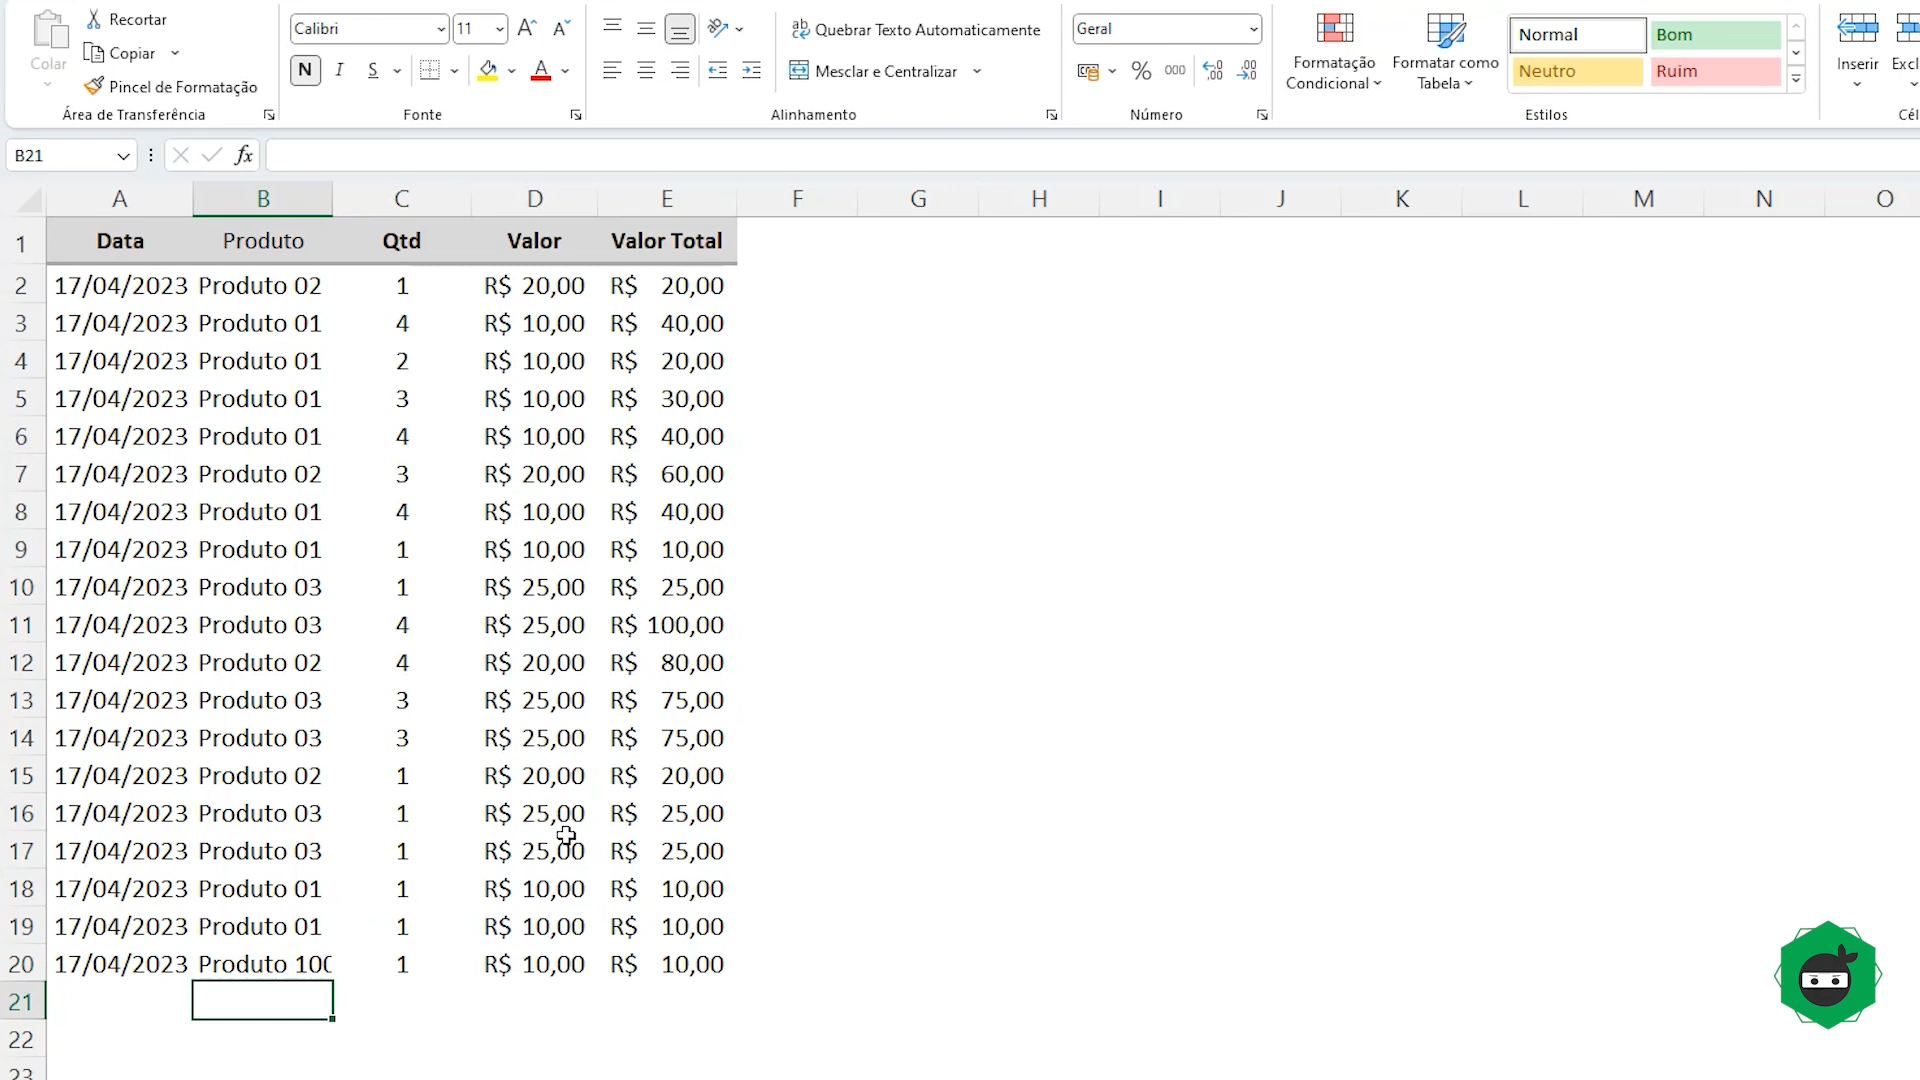 Recortar
Copiar
Pincel de Formatação
Colar
Área de Transferência
Calibri 11
N I S
Fonte
Quebrar Texto Automaticamente
Mesclar e Centralizar
Alinhamento
Geral
% 000
Número
Formatação Condicional
Formatar como Tabela
Normal Bom
Neutro Ruim
Estilos
Inserir Excl
Cél
B21 fx
A B C D E F G H I J K L M N O
1 Data Produto Qtd Valor Valor Total
2 17/04/2023 Produto 02 1 R$ 20,00 R$ 20,00
3 17/04/2023 Produto 01 4 R$ 10,00 R$ 40,00
4 17/04/2023 Produto 01 2 R$ 10,00 R$ 20,00
5 17/04/2023 Produto 01 3 R$ 10,00 R$ 30,00
6 17/04/2023 Produto 01 4 R$ 10,00 R$ 40,00
7 17/04/2023 Produto 02 3 R$ 20,00 R$ 60,00
8 17/04/2023 Produto 01 4 R$ 10,00 R$ 40,00
9 17/04/2023 Produto 01 1 R$ 10,00 R$ 10,00
10 17/04/2023 Produto 03 1 R$ 25,00 R$ 25,00
11 17/04/2023 Produto 03 4 R$ 25,00 R$ 100,00
12 17/04/2023 Produto 02 4 R$ 20,00 R$ 80,00
13 17/04/2023 Produto 03 3 R$ 25,00 R$ 75,00
14 17/04/2023 Produto 03 3 R$ 25,00 R$ 75,00
15 17/04/2023 Produto 02 1 R$ 20,00 R$ 20,00
16 17/04/2023 Produto 03 1 R$ 25,00 R$ 25,00
17 17/04/2023 Produto 03 1 R$ 25,00 R$ 25,00
18 17/04/2023 Produto 01 1 R$ 10,00 R$ 10,00
19 17/04/2023 Produto 01 1 R$ 10,00 R$ 10,00
20 17/04/2023 Produto 100 1 R$ 10,00 R$ 10,00
21
22
23